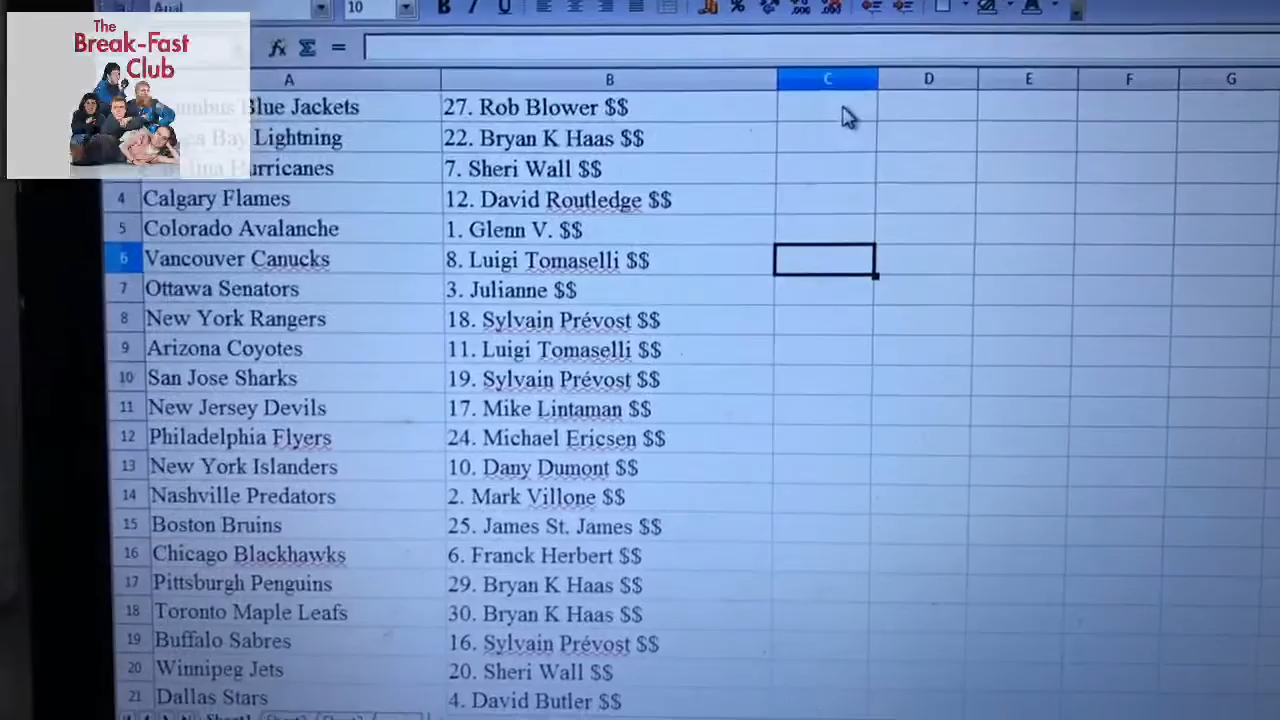 The
Break-Fast
Club
10
A B C D E F G
Blue Jackets 27. Rob Blower $$
Bay Lightning 22. Bryan K Haas $$
Hurricanes 7. Sheri Wall $$
4 Calgary Flames 12. David Routledge $$
5 Colorado Avalanche 1. Glenn V. $$
6 Vancouver Canucks 8. Luigi Tomaselli $$
7 Ottawa Senators 3. Julianne $$
8 New York Rangers 18. Sylvain Prévost $$
9 Arizona Coyotes 11. Luigi Tomaselli $$
10 San Jose Sharks 19. Sylvain Prévost $$
11 New Jersey Devils 17. Mike Lintaman $$
12 Philadelphia Flyers 24. Michael Ericsen $$
13 New York Islanders 10. Dany Dumont $$
14 Nashville Predators 2. Mark Villone $$
15 Boston Bruins 25. James St. James $$
16 Chicago Blackhawks 6. Franck Herbert $$
17 Pittsburgh Penguins 29. Bryan K Haas $$
18 Toronto Maple Leafs 30. Bryan K Haas $$
19 Buffalo Sabres 16. Sylvain Prévost $$
20 Winnipeg Jets 20. Sheri Wall $$
21 Dallas Stars 4. David Butler $$